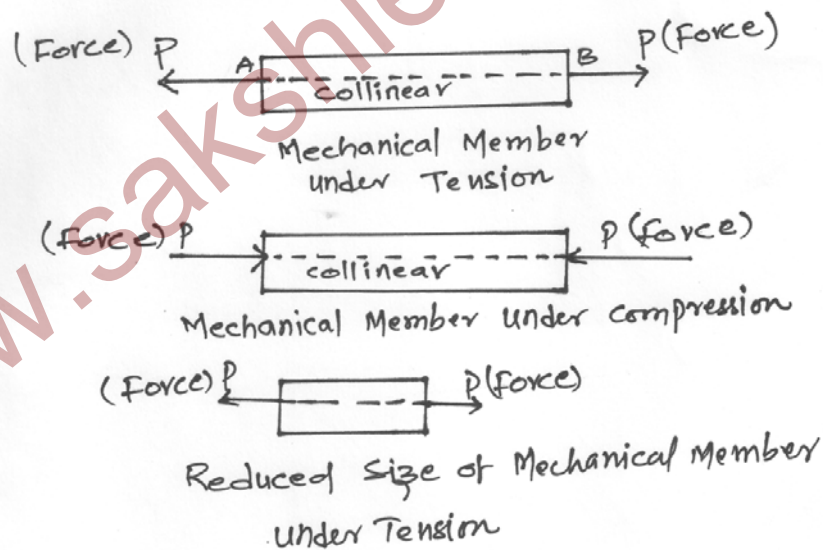 (Force) P A B P (Force)
collinear
Mechanical Member
under Tension
(Force) P P (Force)
collinear
Mechanical Member under compression
(Force) P P (Force)
Reduced Size of Mechanical Member
under Tension
w.sakshie